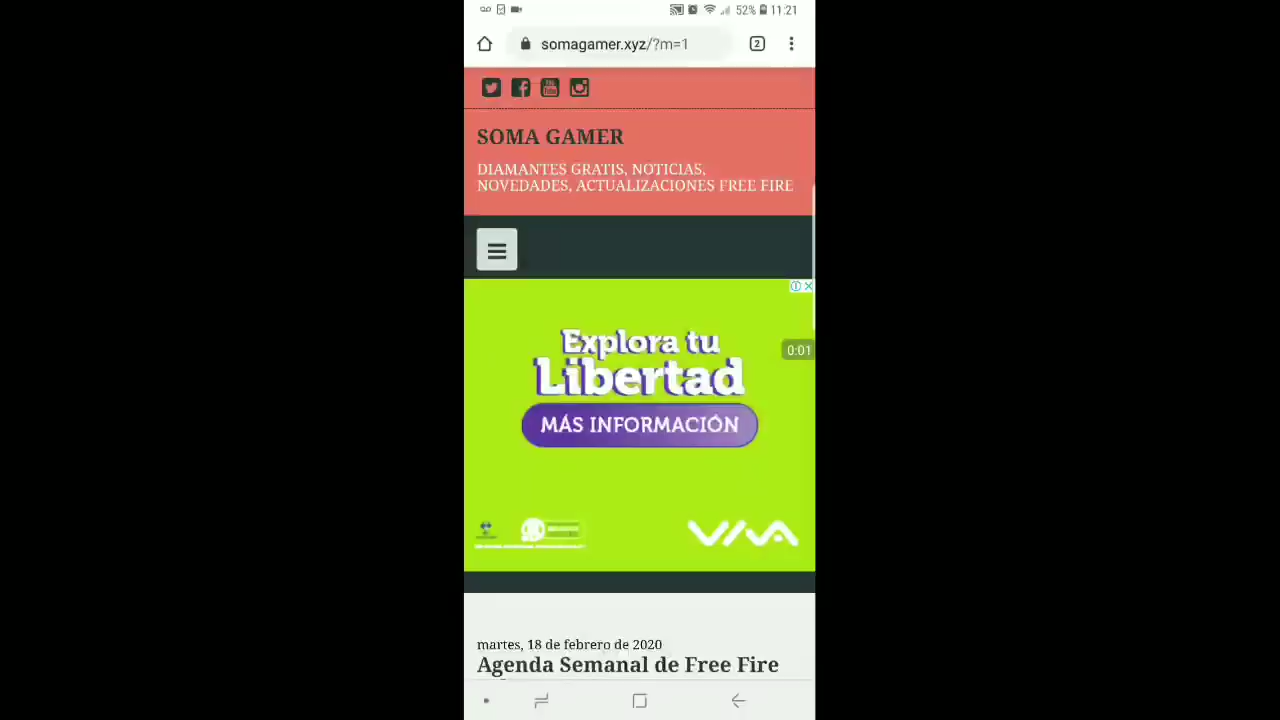 52% 11:21
somagamer.xyz/?m=1
2
SOMA GAMER
DIAMANTES GRATIS, NOTICIAS,
NOVEDADES, ACTUALIZACIONES FREE FIRE
Explora tu
Libertad
0:01
MÁS INFORMACIÓN
VIVA
martes, 18 de febrero de 2020
Agenda Semanal de Free Fire